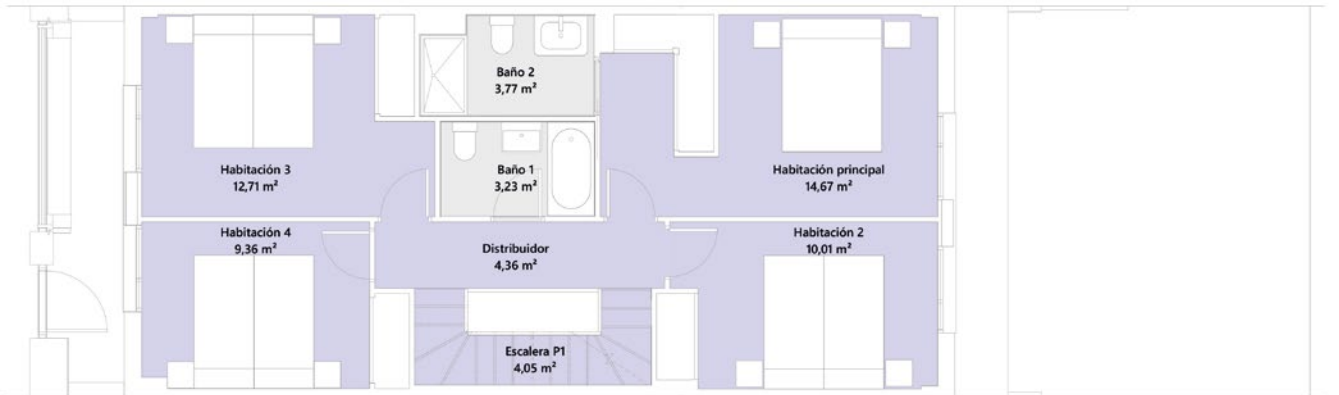 Baño 2
3,77 m²
Habitación 3
12,71 m²
Baño 1
3,23 m²
Habitación principal
14,67 m²
Habitación 4
9,36 m²
Distribuidor
4,36 m²
Habitación 2
10,01 m²
Escalera P1
4,05 m²